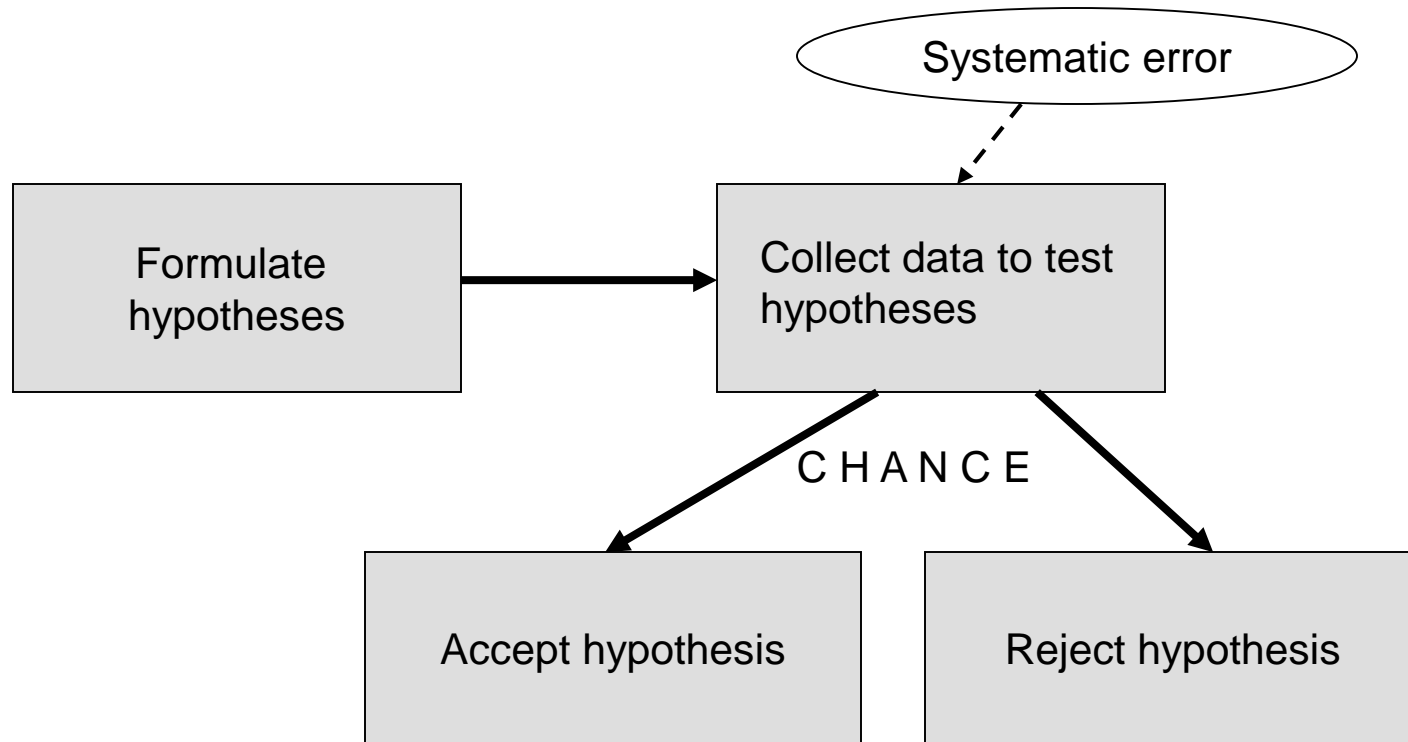 Systematic error
Formulate
hypotheses
Collect data to test
hypotheses
C H A N C E
Accept hypothesis
Reject hypothesis